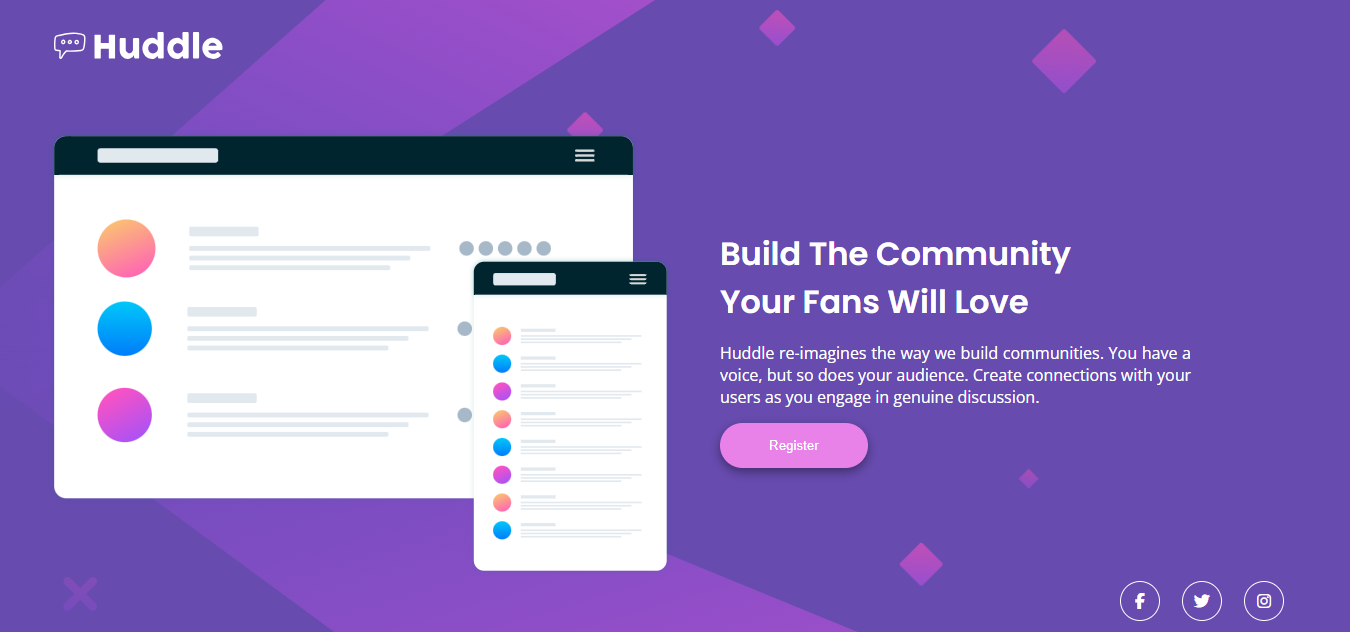 Huddle
Build The Community
Your Fans Will Love
Huddle re-imagines the way we build communities. You have a
voice, but so does your audience. Create connections with your
users as you engage in genuine discussion.
Register